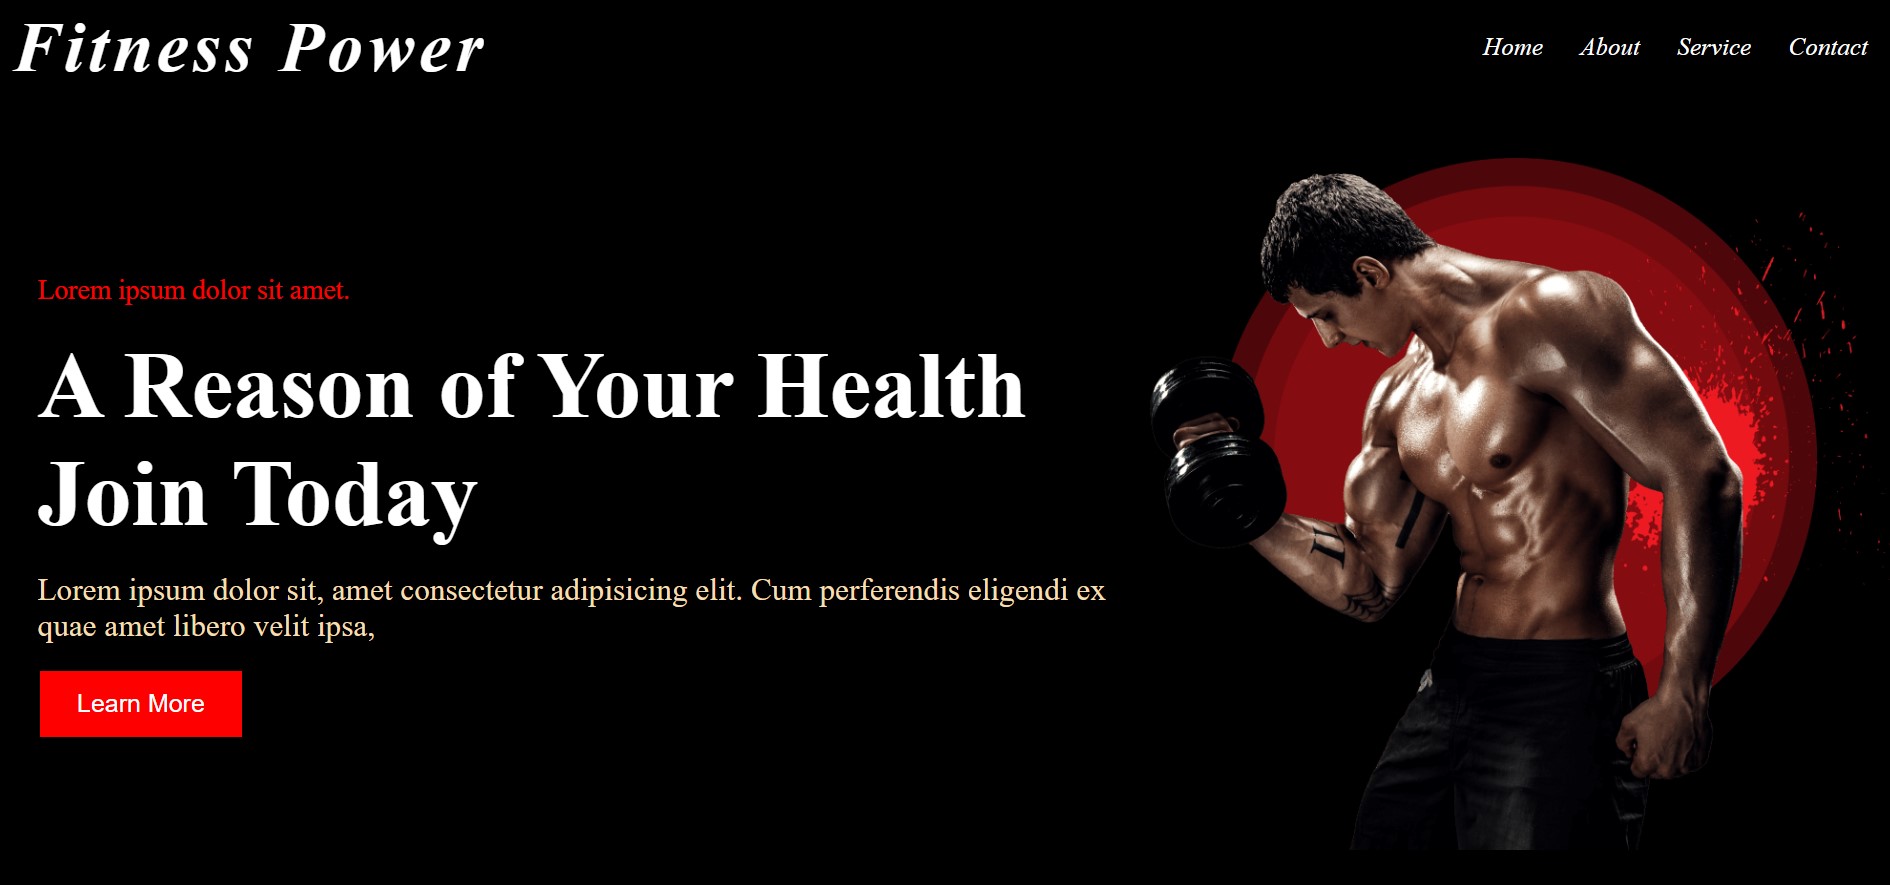 Fitness Power
Home About Service Contact
Lorem ipsum dolor sit amet.
A Reason of Your Health
Join Today
Lorem ipsum dolor sit, amet consectetur adipisicing elit. Cum perferendis eligendi ex
quae amet libero velit ipsa,
Learn More